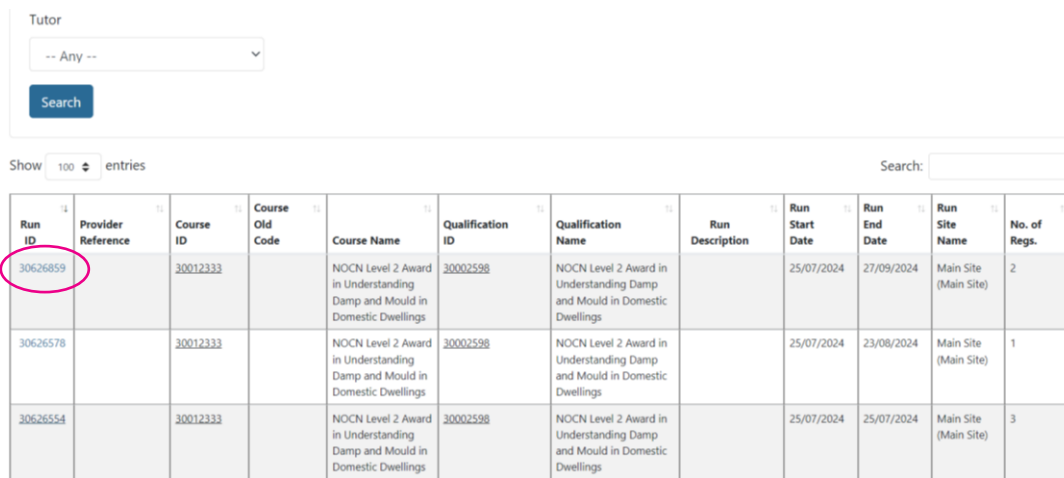 Tutor
-- Any --
Search
Show 100 entries
Search:
Run ID Provider Reference Course ID Course Old Code Course Name Qualification ID Qualification Name Run Description Run Start Date Run End Date Run Site Name No. of Regs.
30626859 30012333 NOCN Level 2 Award 30002598 NOCN Level 2 Award in 25/07/2024 27/09/2024 Main Site 2
in Understanding Understanding Damp (Main Site)
Damp and Mould in and Mould in Domestic
Domestic Dwellings Dwellings
30626578 30012333 NOCN Level 2 Award 30002598 NOCN Level 2 Award in 25/07/2024 23/08/2024 Main Site 1
in Understanding Understanding Damp (Main Site)
Damp and Mould in and Mould in Domestic
Domestic Dwellings Dwellings
30626554 30012333 NOCN Level 2 Award 30002598 NOCN Level 2 Award in 25/07/2024 25/07/2024 Main Site 3
in Understanding Understanding Damp (Main Site)
Damp and Mould in and Mould in Domestic
Domestic Dwellings Dwellings